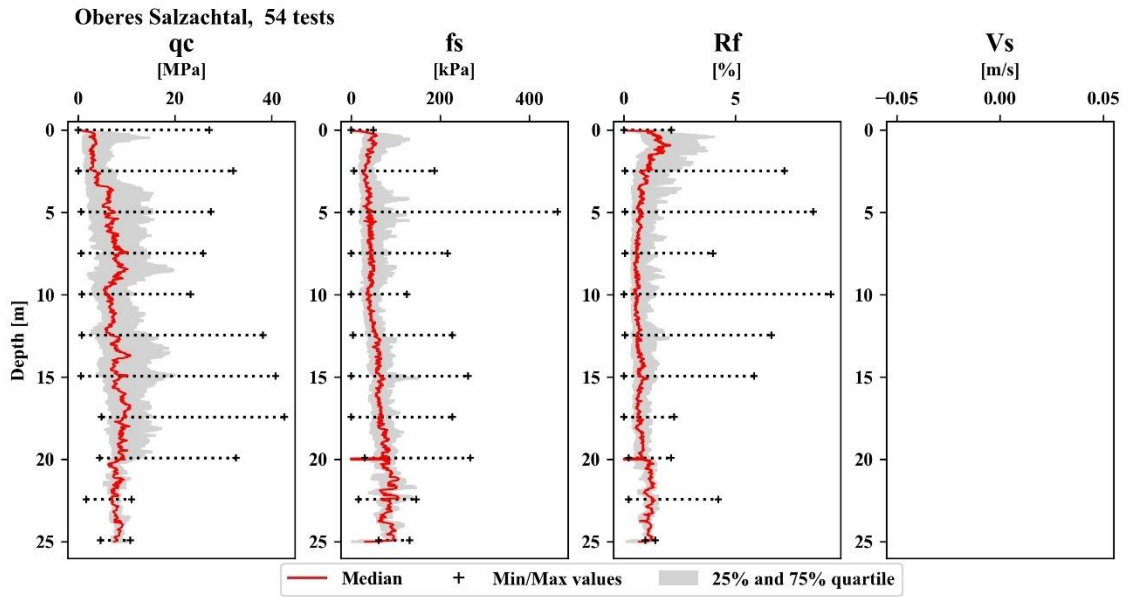 Oberes Salzachtal, 54 tests
qc fs Rf Vs
[MPa] [kPa] [%] [m/s]
0 20 40 0 200 400 0 5 −0.05 0.00 0.05
0 0 0 0
5 5 5 5
10 10 10 10
Depth [m]
15 15 15 15
20 20 20 20
25 25 25 25
Median Min/Max values 25% and 75% quartile